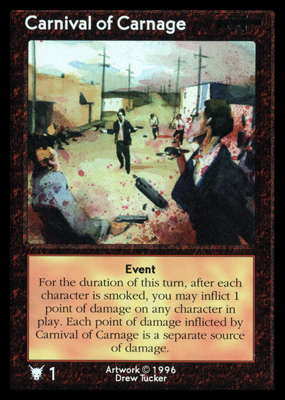 Carnival of Carnage
Event
For the duration of this turn, after each
character is smoked, you may inflict 1
point of damage on any character in
play. Each point of damage inflicted by
Carnival of Carnage is a separate source
of damage.
1
Artwork © 1996
Drew Tucker